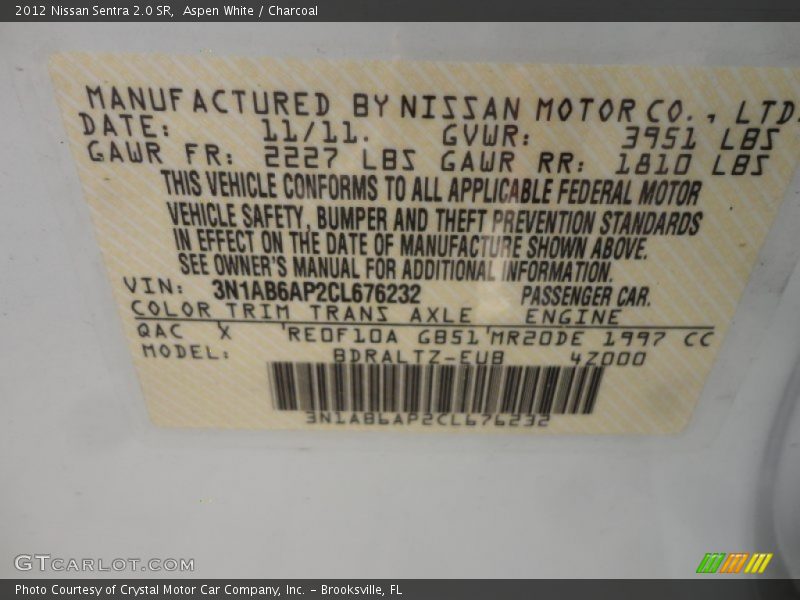 2012 Nissan Sentra 2.0 SR,  Aspen White / Charcoal
MANUFACTURED BY NISSAN MOTOR CO., LTD.
DATE: 11/11. GVWR: 3951 LBS
GAWR FR: 2227 LBS GAWR RR: 1810 LBS
THIS VEHICLE CONFORMS TO ALL APPLICABLE FEDERAL MOTOR
VEHICLE SAFETY, BUMPER AND THEFT PREVENTION STANDARDS
IN EFFECT ON THE DATE OF MANUFACTURE SHOWN ABOVE.
SEE OWNER'S MANUAL FOR ADDITIONAL INFORMATION.
VIN: 3N1AB6AP2CL676232 PASSENGER CAR.
COLOR TRIM TRANS AXLE ENGINE
QAC X 'RE0F10A GB51'MR20DE 1997 CC
MODEL: BDRALTZ-EUB 4Z000
3N1AB6AP2CL676232
GTCARLOT.COM
Photo Courtesy of Crystal Motor Car Company, Inc. – Brooksville, FL